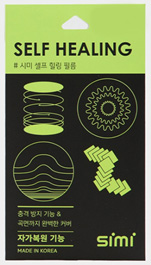 SELF HEALING
# 시미 셀프 힐링 필름
충격 방지 기능 &
곡면까지 완벽한 커버
자가복원 기능
MADE IN KOREA
simi